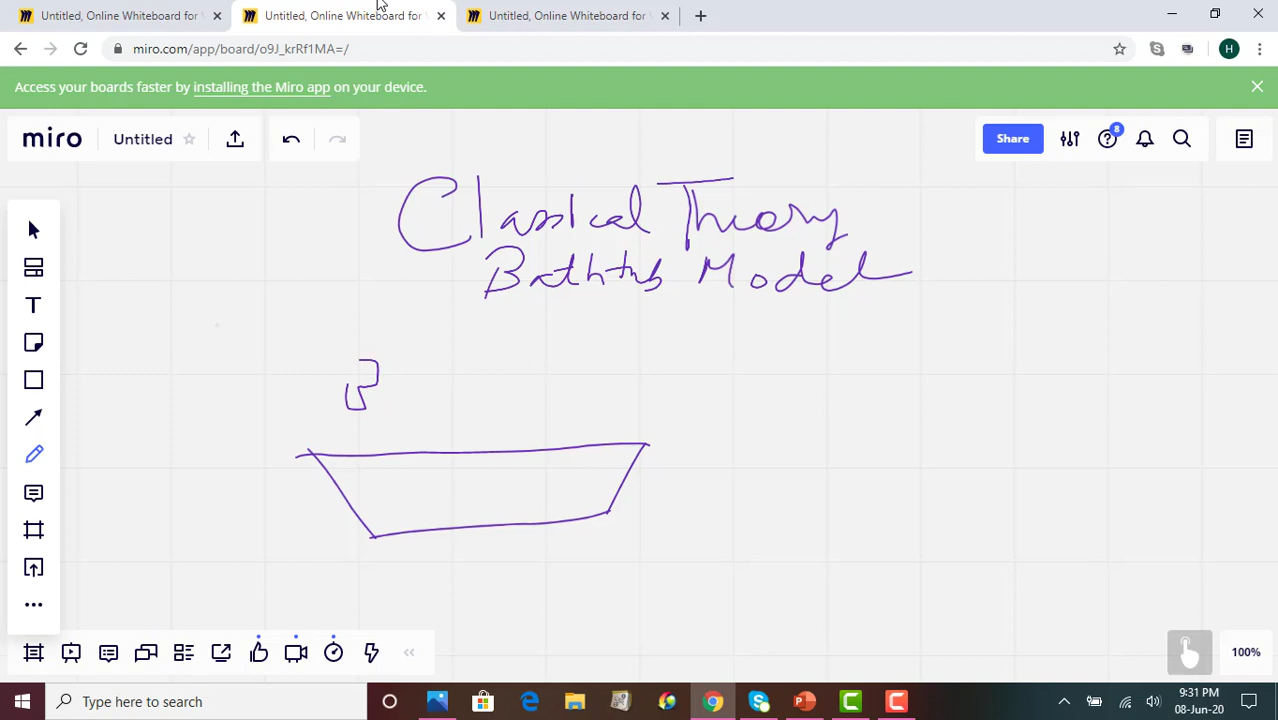 Untitled, Online Whiteboard for
Untitled, Online Whiteboard for
Untitled, Online Whiteboard for
miro.com/app/board/o9J_krRf1MA=/
H
Access your boards faster by installing the Miro app on your device.
miro
Untitled
Share
8
Classical Theory
Bathtub Model
T
100%
Type here to search
9:31 PM
08-Jun-20